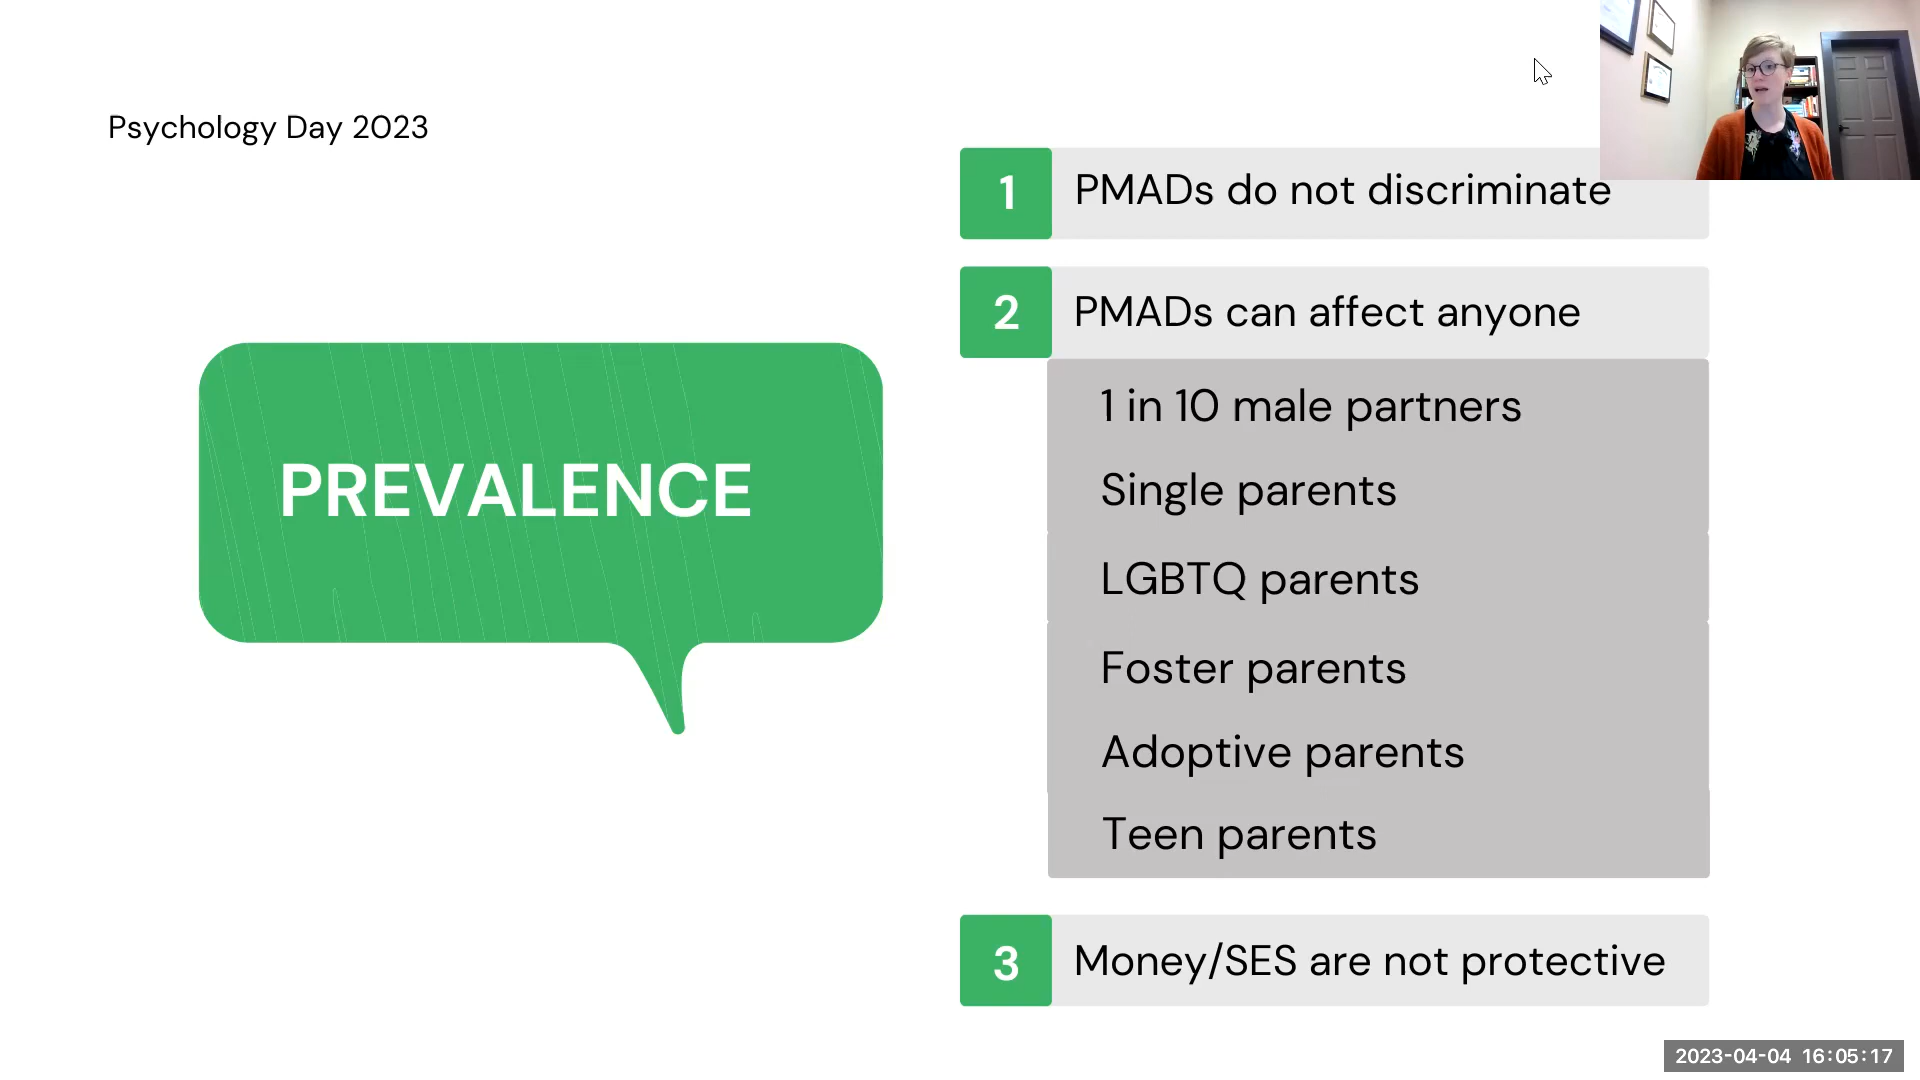 Psychology Day 2023
PREVALENCE
1 PMADs do not discriminate
2 PMADs can affect anyone
1 in 10 male partners
Single parents
LGBTQ parents
Foster parents
Adoptive parents
Teen parents
3 Money/SES are not protective
2023-04-04 16:05:17